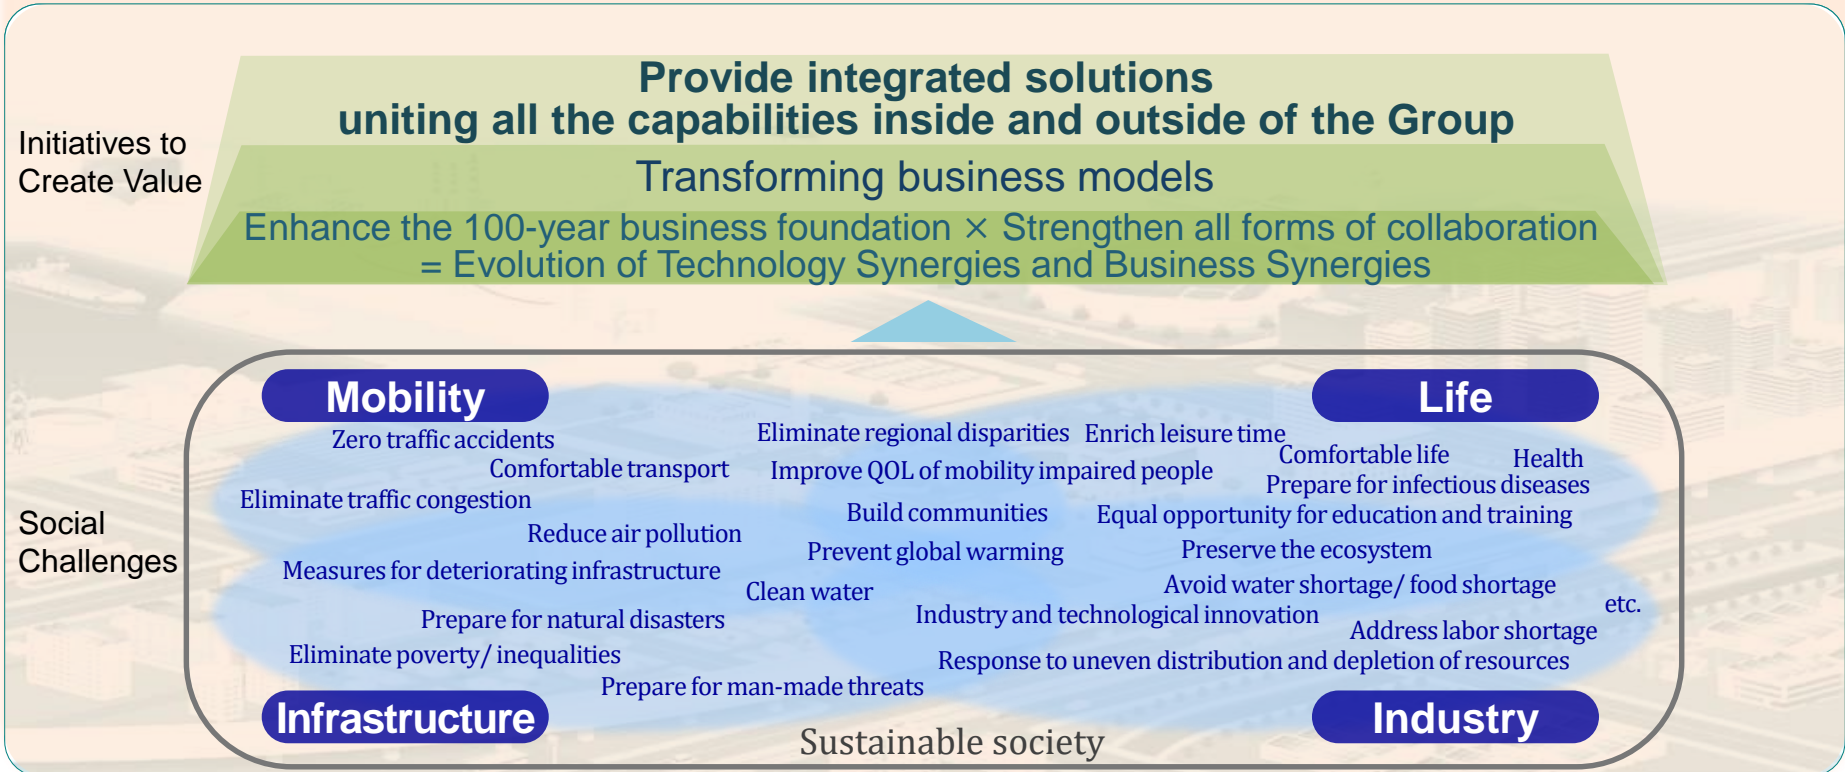 Provide integrated solutions
uniting all the capabilities inside and outside of the Group
Initiatives to
Create Value
Transforming business models
Enhance the 100-year business foundation × Strengthen all forms of collaboration
= Evolution of Technology Synergies and Business Synergies
Social
Challenges
Mobility
Life
Zero traffic accidents
Eliminate regional disparities
Enrich leisure time
Comfortable transport
Improve QOL of mobility impaired people
Comfortable life
Health
Eliminate traffic congestion
Prepare for infectious diseases
Build communities
Equal opportunity for education and training
Reduce air pollution
Prevent global warming
Preserve the ecosystem
Measures for deteriorating infrastructure
Clean water
Avoid water shortage/ food shortage
Prepare for natural disasters
Industry and technological innovation
etc.
Address labor shortage
Eliminate poverty/ inequalities
Response to uneven distribution and depletion of resources
Prepare for man-made threats
Infrastructure
Industry
Sustainable society